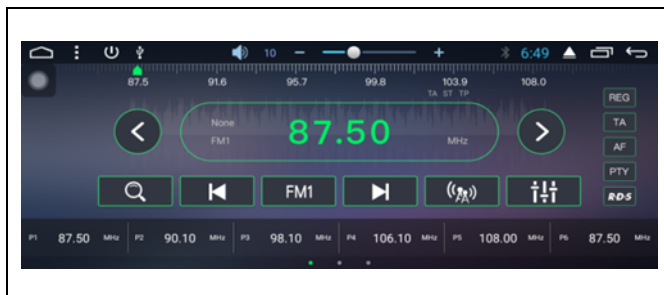 10 6:49
87.5 91.6 95.7 99.8 103.9 108.0
TA ST TP
REG
None
FM1
87.50
MHz
TA
AF
PTY
FM1
R·D·S
P1 87.50 MHz P2 90.10 MHz P3 98.10 MHz P4 106.10 MHz P5 108.00 MHz P6 87.50 MHz